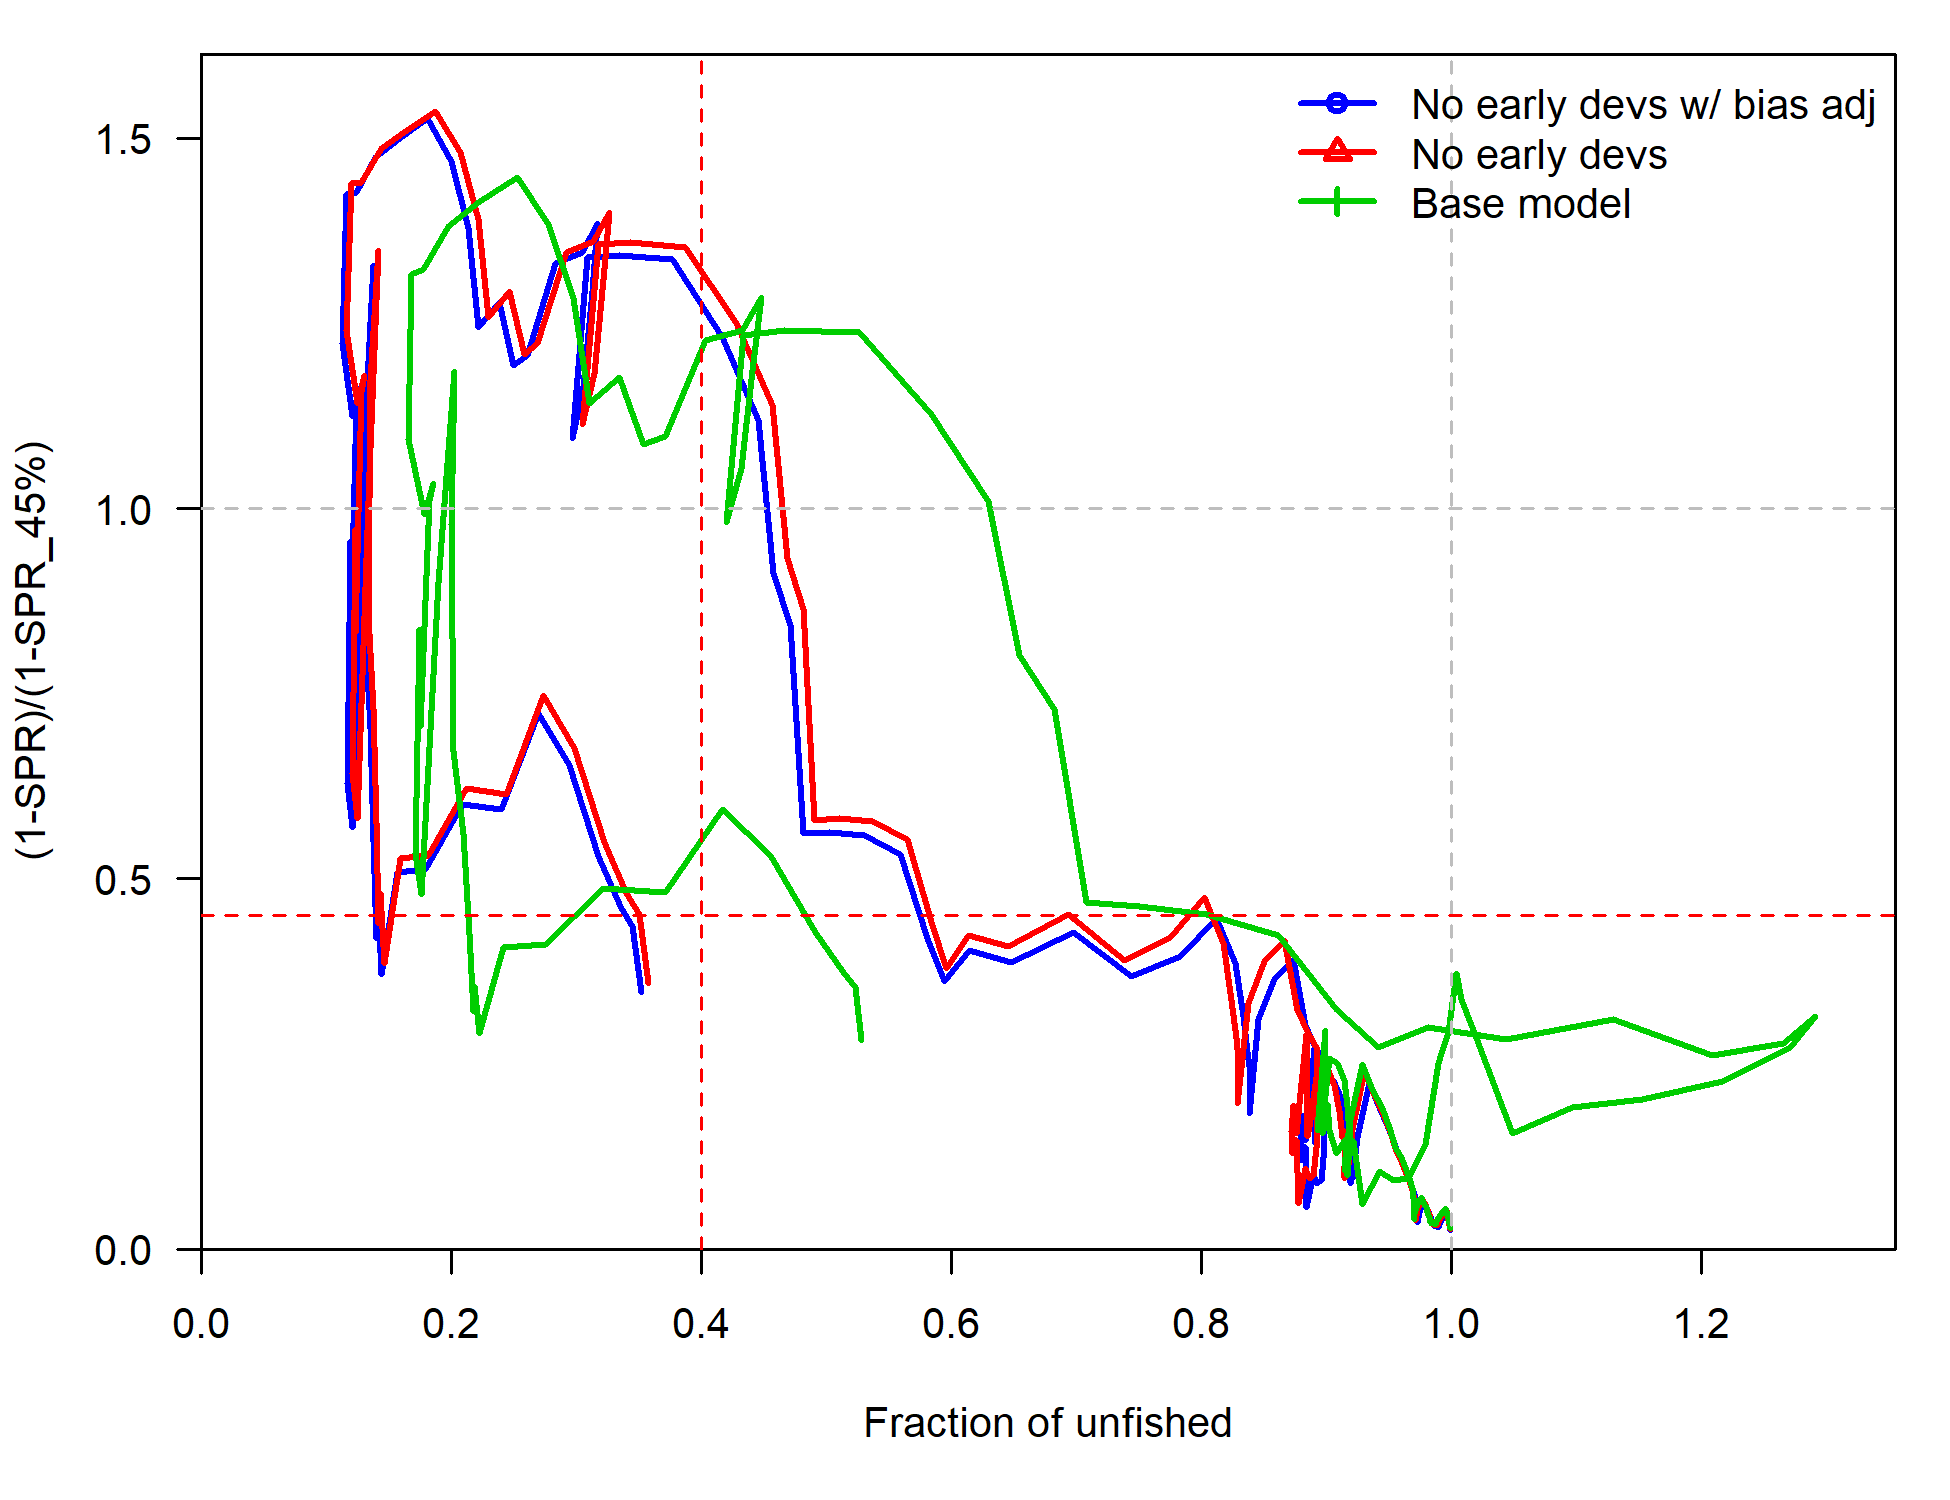 No early devs w/ bias adj
No early devs
Base model
1.5
1.0
0.5
0.0
(1-SPR)/(1-SPR_45%)
0.0 0.2 0.4 0.6 0.8 1.0 1.2
Fraction of unfished